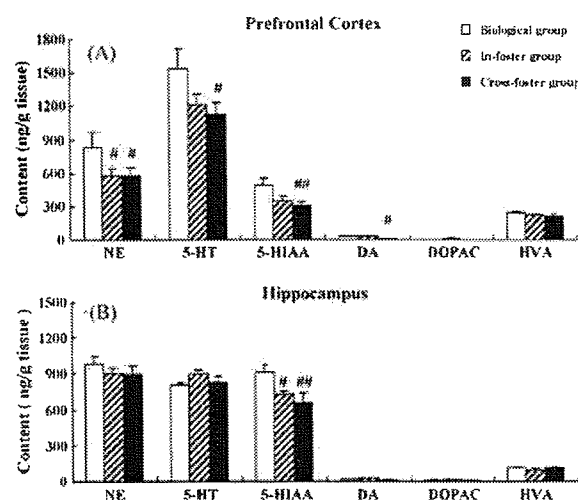 Prefrontal Cortex
(A)
Biological group
In-foster group
Cross-foster group
Content (ng/g tissue)
1800
1500
1200
900
600
300
0
# #
#
##
#
NE 5-HT 5-HIAA DA DOPAC HVA
Hippocampus
(B)
Content ( ng/g tissue )
1500
1200
900
600
300
0
# ##
NE 5-HT 5-HIAA DA DOPAC HVA